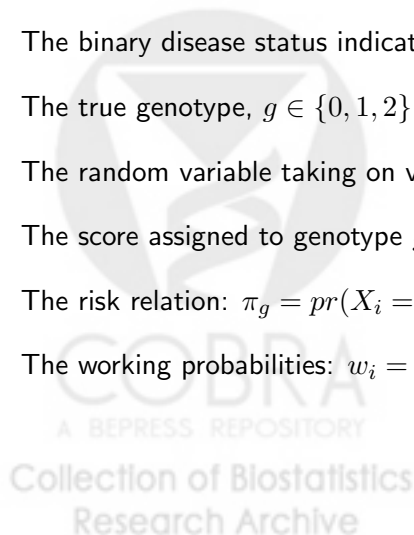 The binary disease status indicat
The true genotype, g ∈ {0, 1, 2}
The random variable taking on v
The score assigned to genotype
The risk relation: π_g = pr(X_i =
The working probabilities: w_i =
COBRA
A BEPRESS REPOSITORY
Collection of Biostatistics
Research Archive